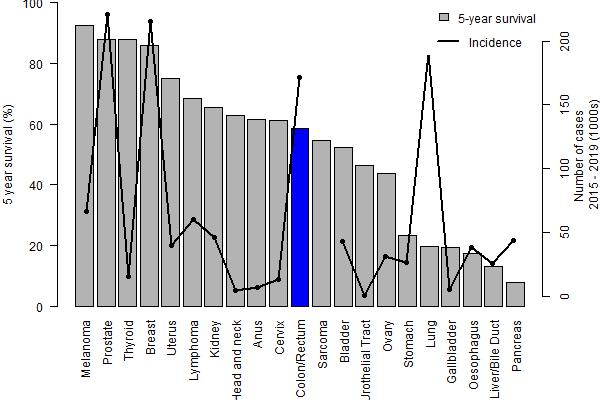 100
80
60
40
20
0
5 year survival (%)
5-year survival
Incidence
200
150
100
50
0
Number of cases
2015 - 2019 (1000s)
Melanoma
Prostate
Thyroid
Breast
Uterus
Lymphoma
Kidney
Head and neck
Anus
Cervix
Colon/Rectum
Sarcoma
Bladder
Urothelial Tract
Ovary
Stomach
Lung
Gallbladder
Oesophagus
Liver/Bile Duct
Pancreas